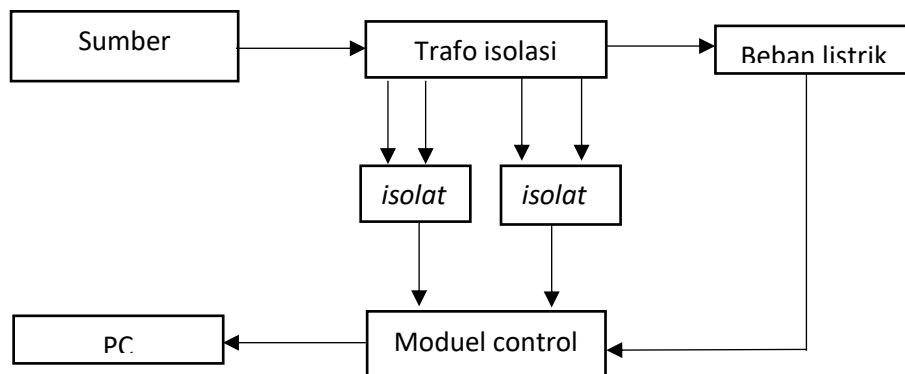 Sumber
Trafo isolasi
Beban listrik
isolat
isolat
PC
Moduel control